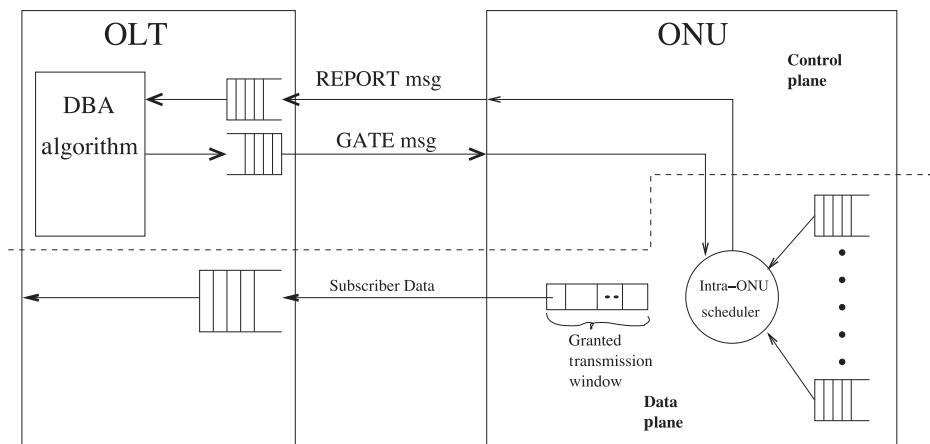 OLT
ONU
Control
plane
DBA
algorithm
REPORT msg
GATE msg
Subscriber Data
Intra-ONU
scheduler
Granted
transmission
window
Data
plane